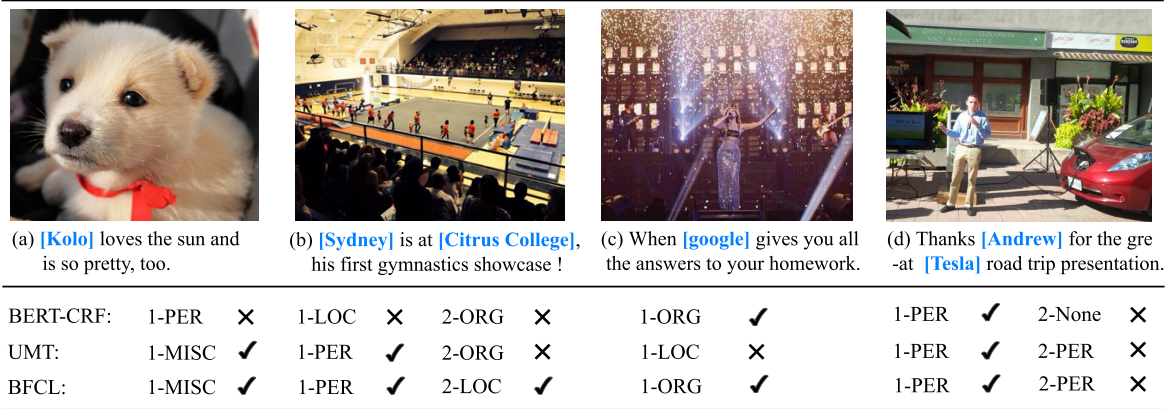 (a) [Kolo] loves the sun and
is so pretty, too.
(b) [Sydney] is at [Citrus College],
his first gymnastics showcase !
(c) When [google] gives you all
the answers to your homework.
(d) Thanks [Andrew] for the gre
-at [Tesla] road trip presentation.
BERT-CRF: 1-PER ✕ 1-LOC ✕ 2-ORG ✕ 1-ORG ✓ 1-PER ✓ 2-None ✕
UMT: 1-MISC ✓ 1-PER ✓ 2-ORG ✕ 1-LOC ✕ 1-PER ✓ 2-PER ✕
BFCL: 1-MISC ✓ 1-PER ✓ 2-LOC ✓ 1-ORG ✓ 1-PER ✓ 2-PER ✕